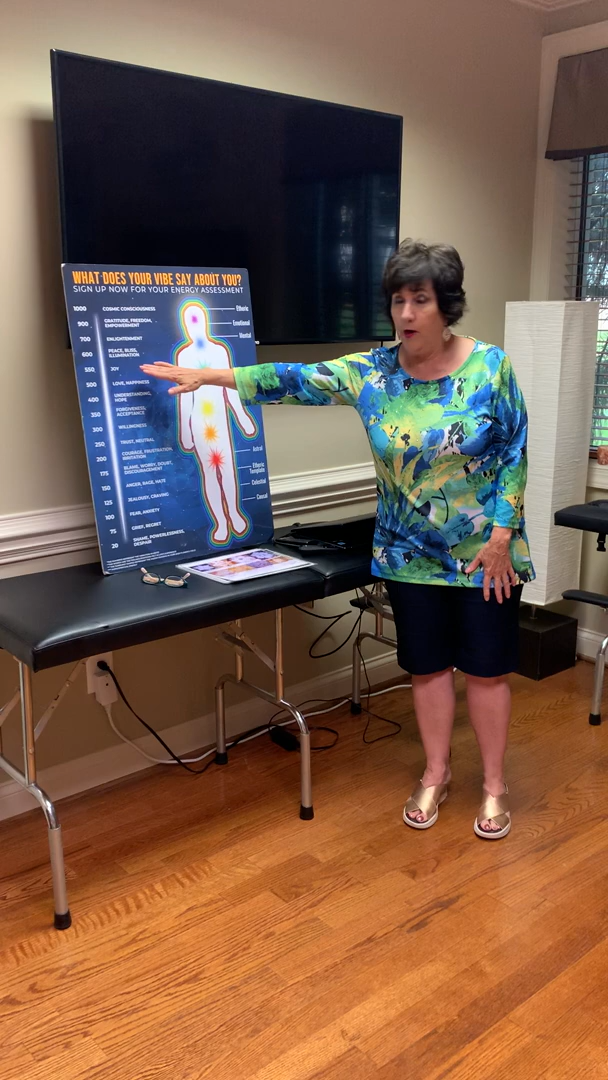 WHAT DOES YOUR VIBE SAY ABOUT YOU?
SIGN UP NOW FOR YOUR ENERGY ASSESSMENT
1000 COSMIC CONSCIOUSNESS
900 GRATITUDE, FREEDOM,
EMPOWERMENT
700 ENLIGHTENMENT
600 PEACE, BLISS,
ILLUMINATION
550 JOY
500 LOVE, HAPPINESS
400 UNDERSTANDING,
HOPE
350 FORGIVENESS,
ACCEPTANCE
300 WILLINGNESS
250 TRUST, NEUTRAL
200 COURAGE, FRUSTRATION,
IRRITATION
175 BLAME, WORRY, DOUBT,
DISCOURAGEMENT
150 ANGER, RAGE, HATE
125 JEALOUSY, CRAVING
100 FEAR, ANXIETY
75 GRIEF, REGRET
20 SHAME, POWERLESSNESS,
DESPAIR
Etheric
Emotional
Mental
Astral
Etheric
Template
Celestial
Causal